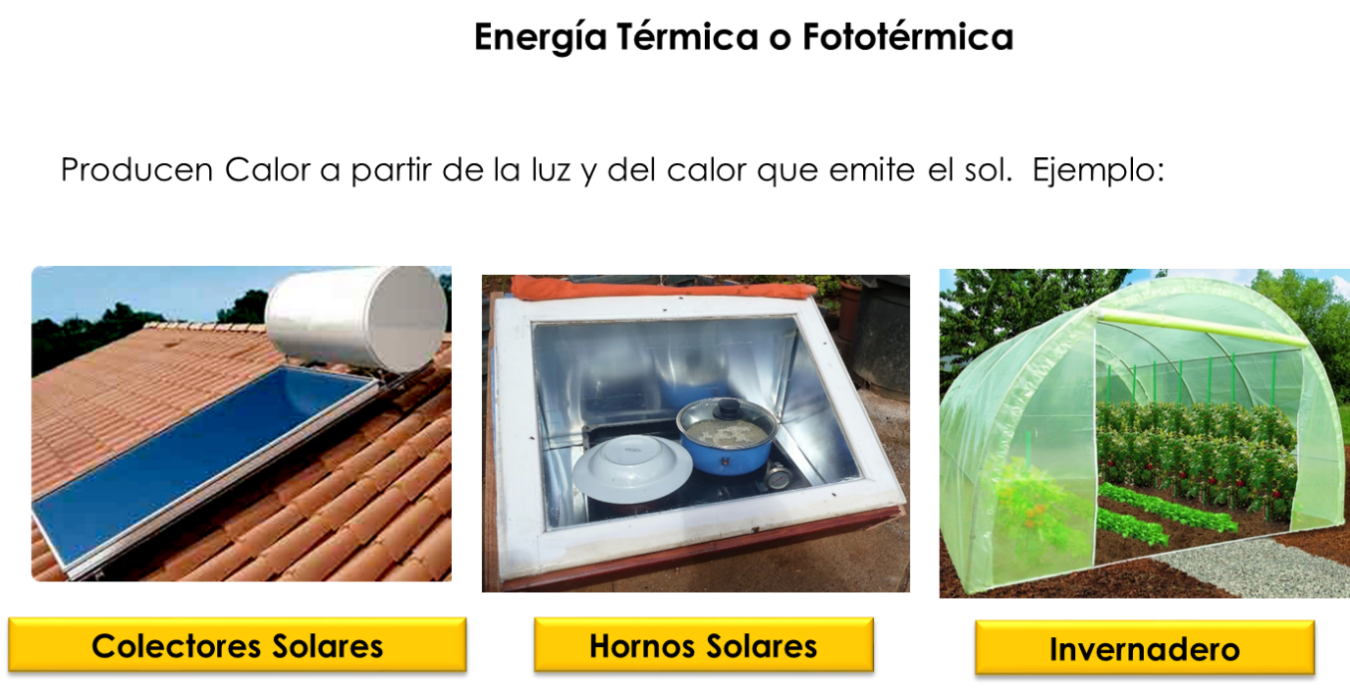 Energía Térmica o Fototérmica
Producen Calor a partir de la luz y del calor que emite el sol. Ejemplo:
Colectores Solares
Hornos Solares
Invernadero